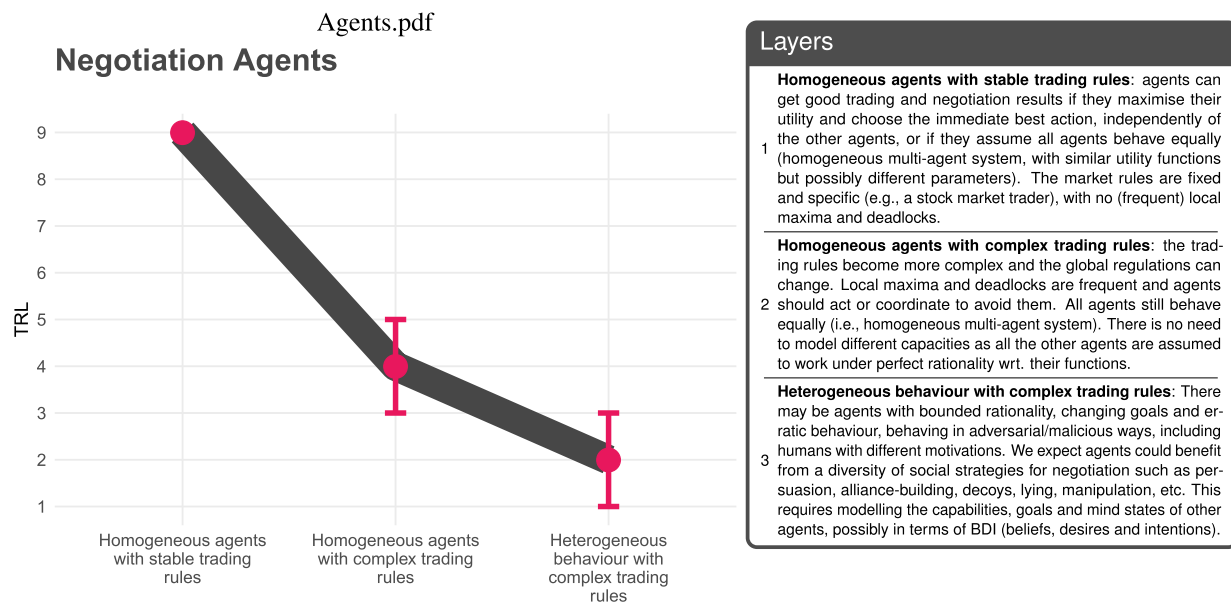 Agents.pdf
Negotiation Agents
TRL
9
8
7
6
5
4
3
2
1
Homogeneous agents
with stable trading
rules
Homogeneous agents
with complex trading
rules
Heterogeneous
behaviour with
complex trading
rules
Layers
1
Homogeneous agents with stable trading rules: agents can
get good trading and negotiation results if they maximise their
utility and choose the immediate best action, independently of
the other agents, or if they assume all agents behave equally
(homogeneous multi-agent system, with similar utility functions
but possibly different parameters). The market rules are fixed
and specific (e.g., a stock market trader), with no (frequent) local
maxima and deadlocks.
2
Homogeneous agents with complex trading rules: the trad-
ing rules become more complex and the global regulations can
change. Local maxima and deadlocks are frequent and agents
should act or coordinate to avoid them. All agents still behave
equally (i.e., homogeneous multi-agent system). There is no need
to model different capacities as all the other agents are assumed
to work under perfect rationality wrt. their functions.
3
Heterogeneous behaviour with complex trading rules: There
may be agents with bounded rationality, changing goals and er-
ratic behaviour, behaving in adversarial/malicious ways, including
humans with different motivations. We expect agents could benefit
from a diversity of social strategies for negotiation such as per-
suasion, alliance-building, decoys, lying, manipulation, etc. This
requires modelling the capabilities, goals and mind states of other
agents, possibly in terms of BDI (beliefs, desires and intentions).